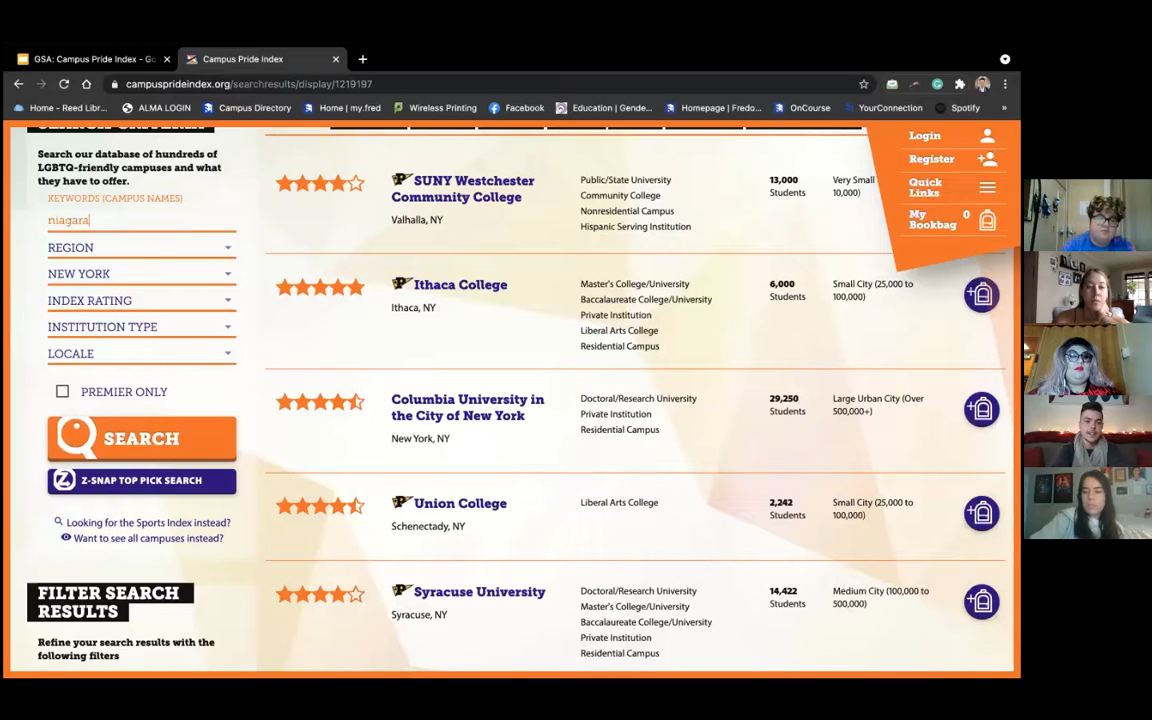 GSA: Campus Pride Index - Go
Campus Pride Index
campusprideindex.org/searchresults/display/1219197
Home - Reed Libr...
ALMA LOGIN
Campus Directory
Home | my.fred
Wireless Printing
Facebook
Education | Gende...
Homepage | Fredo...
OnCourse
YourConnection
Spotify
»
Search our database of hundreds of
LGBTQ-friendly campuses and what
they have to offer.
KEYWORDS (CAMPUS NAMES)
niagara
REGION
NEW YORK
INDEX RATING
INSTITUTION TYPE
LOCALE
PREMIER ONLY
SEARCH
Z-SNAP TOP PICK SEARCH
Looking for the Sports Index instead?
Want to see all campuses instead?
FILTER SEARCH
RESULTS
Refine your search results with the
following filters
SUNY Westchester
Community College
Valhalla, NY
Public/State University
Community College
Nonresidential Campus
Hispanic Serving Institution
13,000
Students
Very Small
10,000)
Ithaca College
Ithaca, NY
Master's College/University
Baccalaureate College/University
Private Institution
Liberal Arts College
Residential Campus
6,000
Students
Small City (25,000 to
100,000)
Columbia University in
the City of New York
New York, NY
Doctoral/Research University
Private Institution
Residential Campus
29,250
Students
Large Urban City (Over
500,000+)
Union College
Schenectady, NY
Liberal Arts College
2,242
Students
Small City (25,000 to
100,000)
Syracuse University
Syracuse, NY
Doctoral/Research University
Master's College/University
Baccalaureate College/University
Private Institution
Residential Campus
14,422
Students
Medium City (100,000 to
500,000)
Login
Register
Quick
Links
My
Bookbag
0